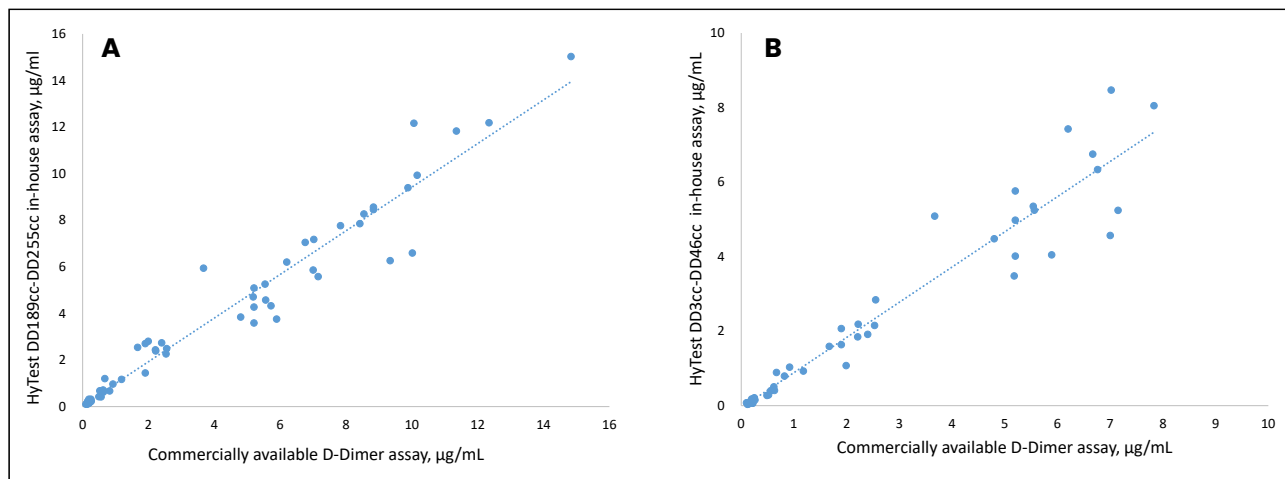 A
HyTest DD189cc-DD255cc in-house assay, µg/mL
16
14
12
10
8
6
4
2
0
0 2 4 6 8 10 12 14 16
Commercially available D-Dimer assay, µg/mL
B
HyTest DD3cc-DD46cc in-house assay, µg/mL
10
8
6
4
2
0
0 1 2 3 4 5 6 7 8 9 10
Commercially available D-Dimer assay, µg/mL